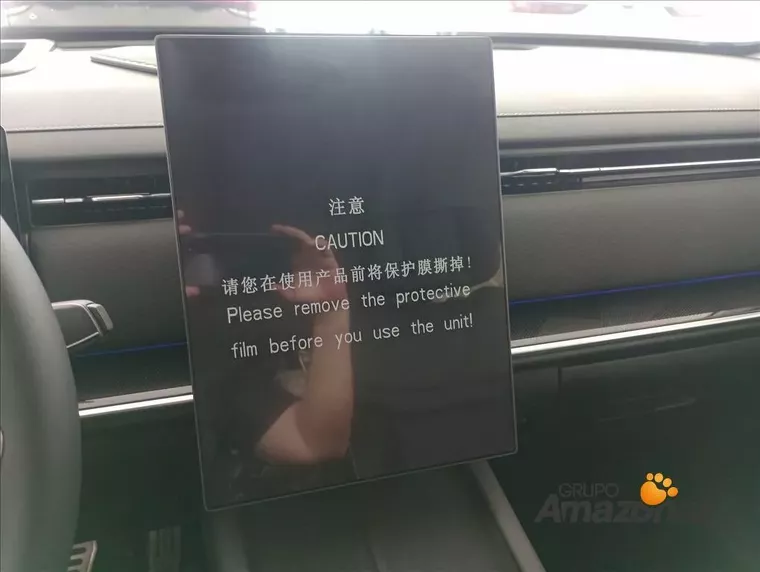 注意
CAUTION
请您在使用产品前将保护膜撕掉！
Please remove the protective
film before you use the unit!
GRUPO
Amazon